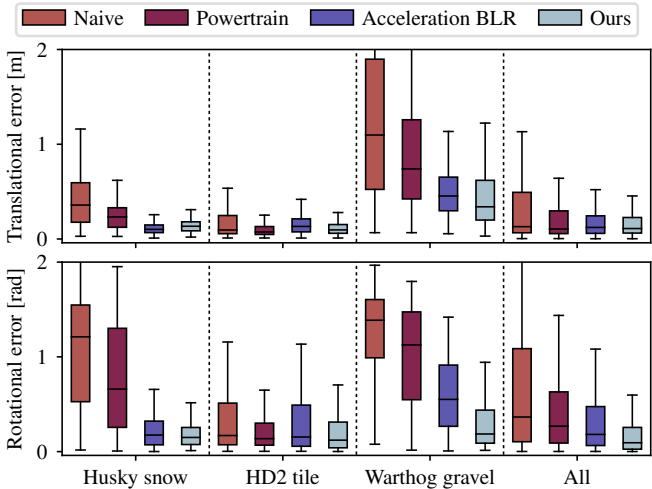 Naive Powertrain Acceleration BLR Ours
Translational error [m]
2
1
0
Rotational error [rad]
2
1
0
Husky snow HD2 tile Warthog gravel All